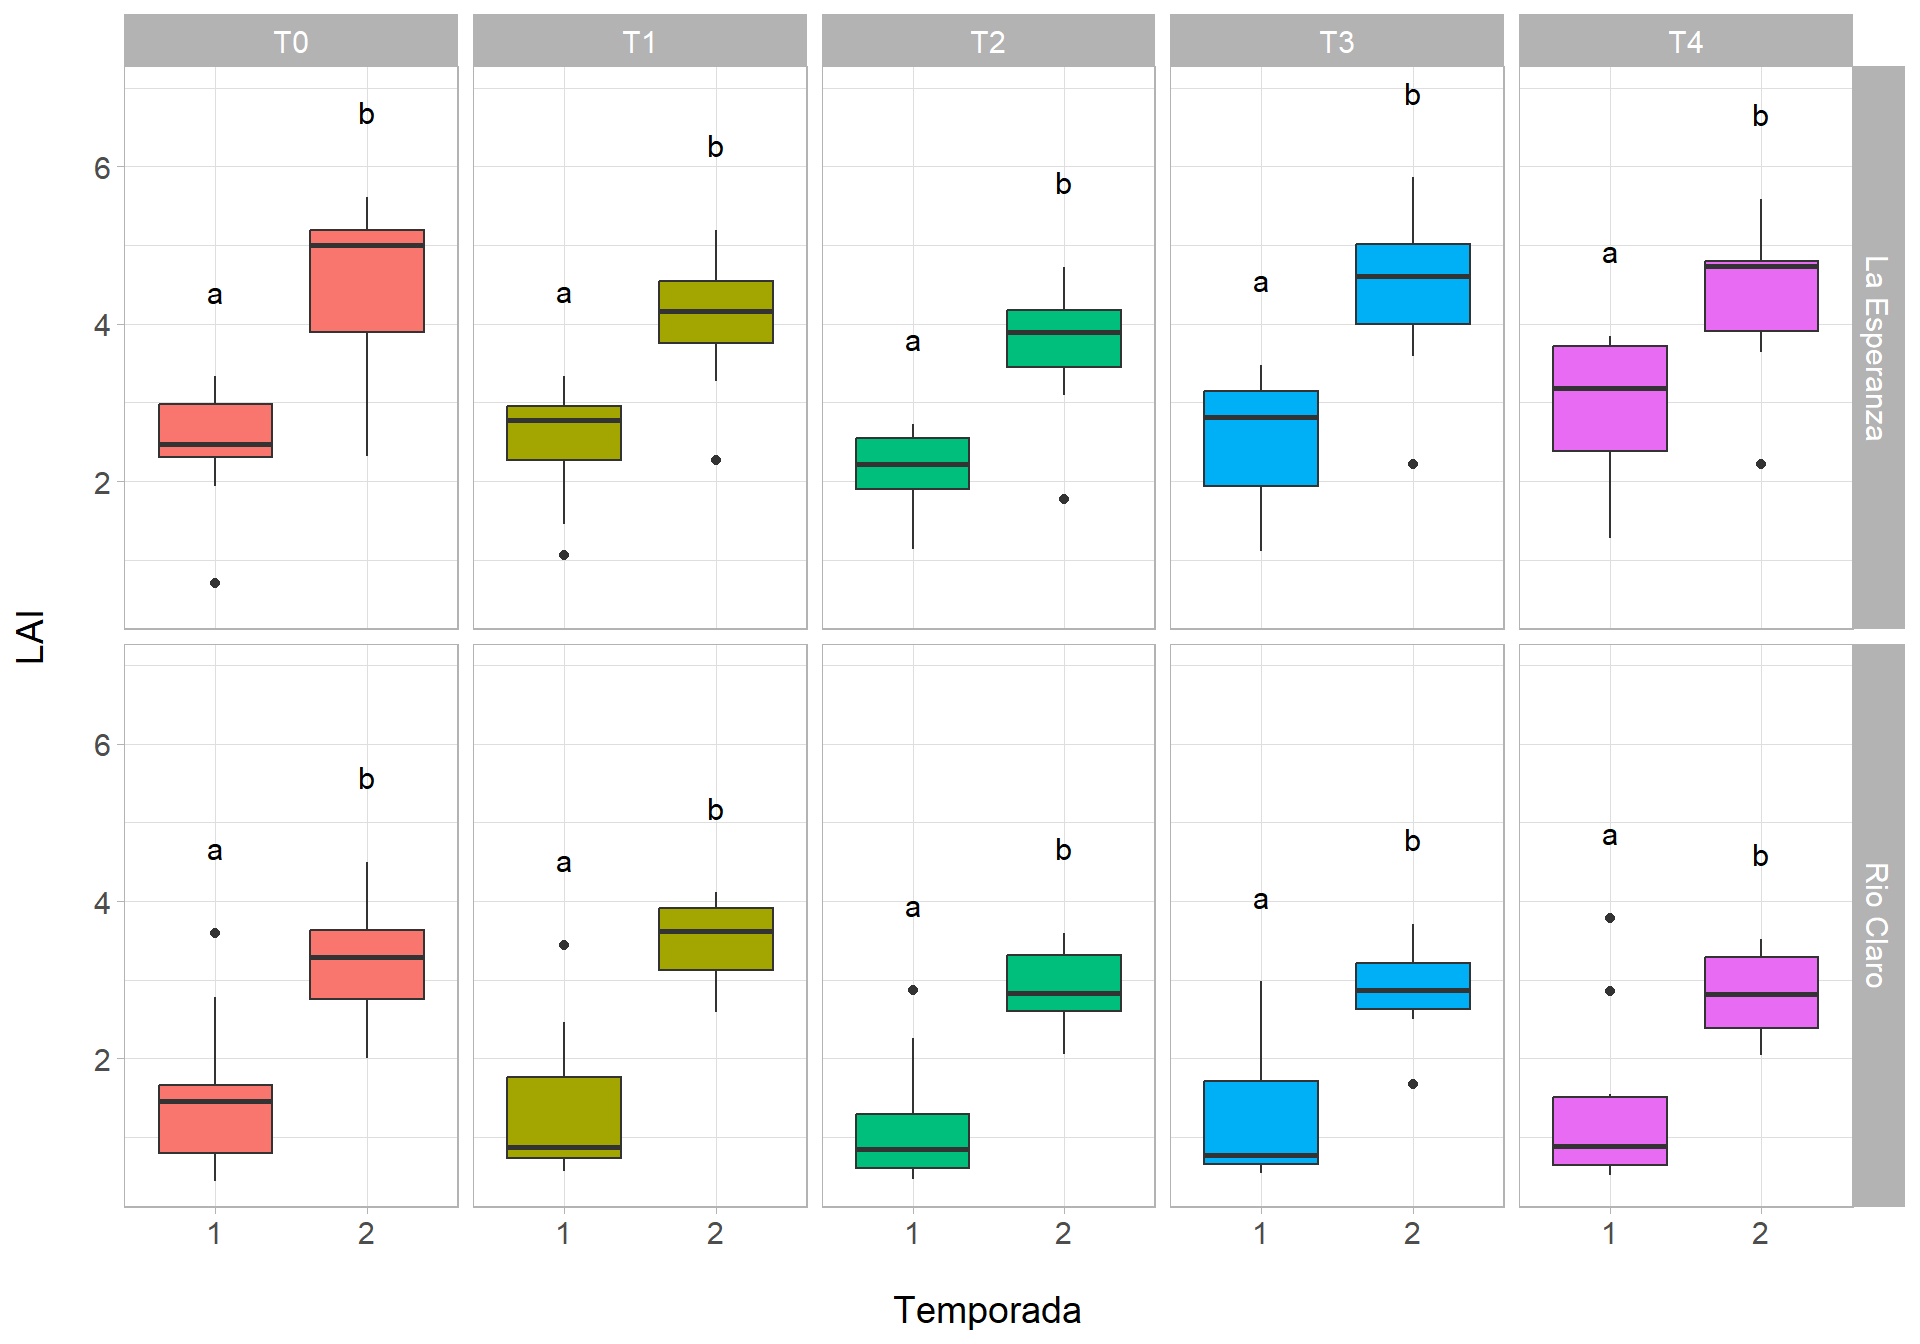 T0 T1 T2 T3 T4
b b b b b
a a a a a
6
4
2
La Esperanza
LAI
6
4
2
b b b b b
a a a a a
Rio Claro
1 2 1 2 1 2 1 2 1 2
Temporada